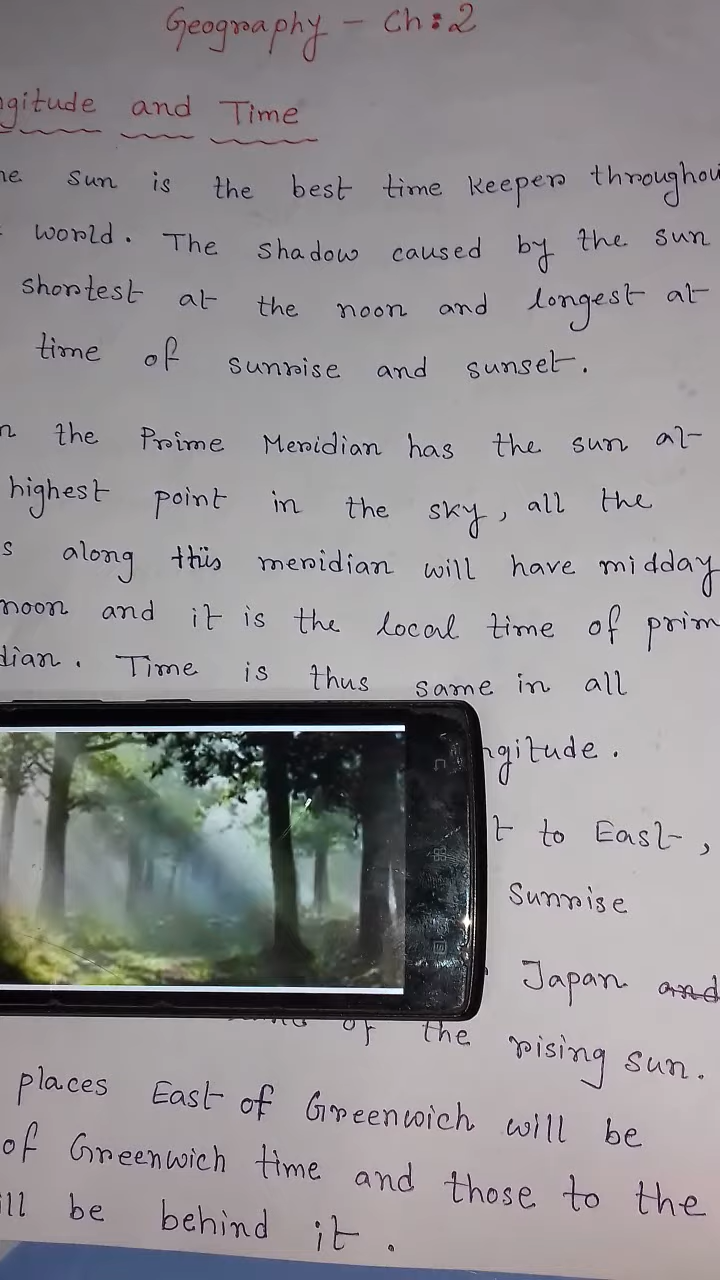 Geography - Ch:2
ngitude and Time
he sun is the best time keeper throughou
world. The shadow caused by the sun
shortest at the noon and longest at
time of sunrise and sunset.
n the Prime Meridian has the sun at
highest point in the sky, all the
s along this meridian will have midday
noon and it is the local time of prim
dian. Time is thus same in all
ngitude.
t to East,
Sunrise
Japan and
of the rising sun.
places East of Greenwich will be
of Greenwich time and those to the
ill be behind it.